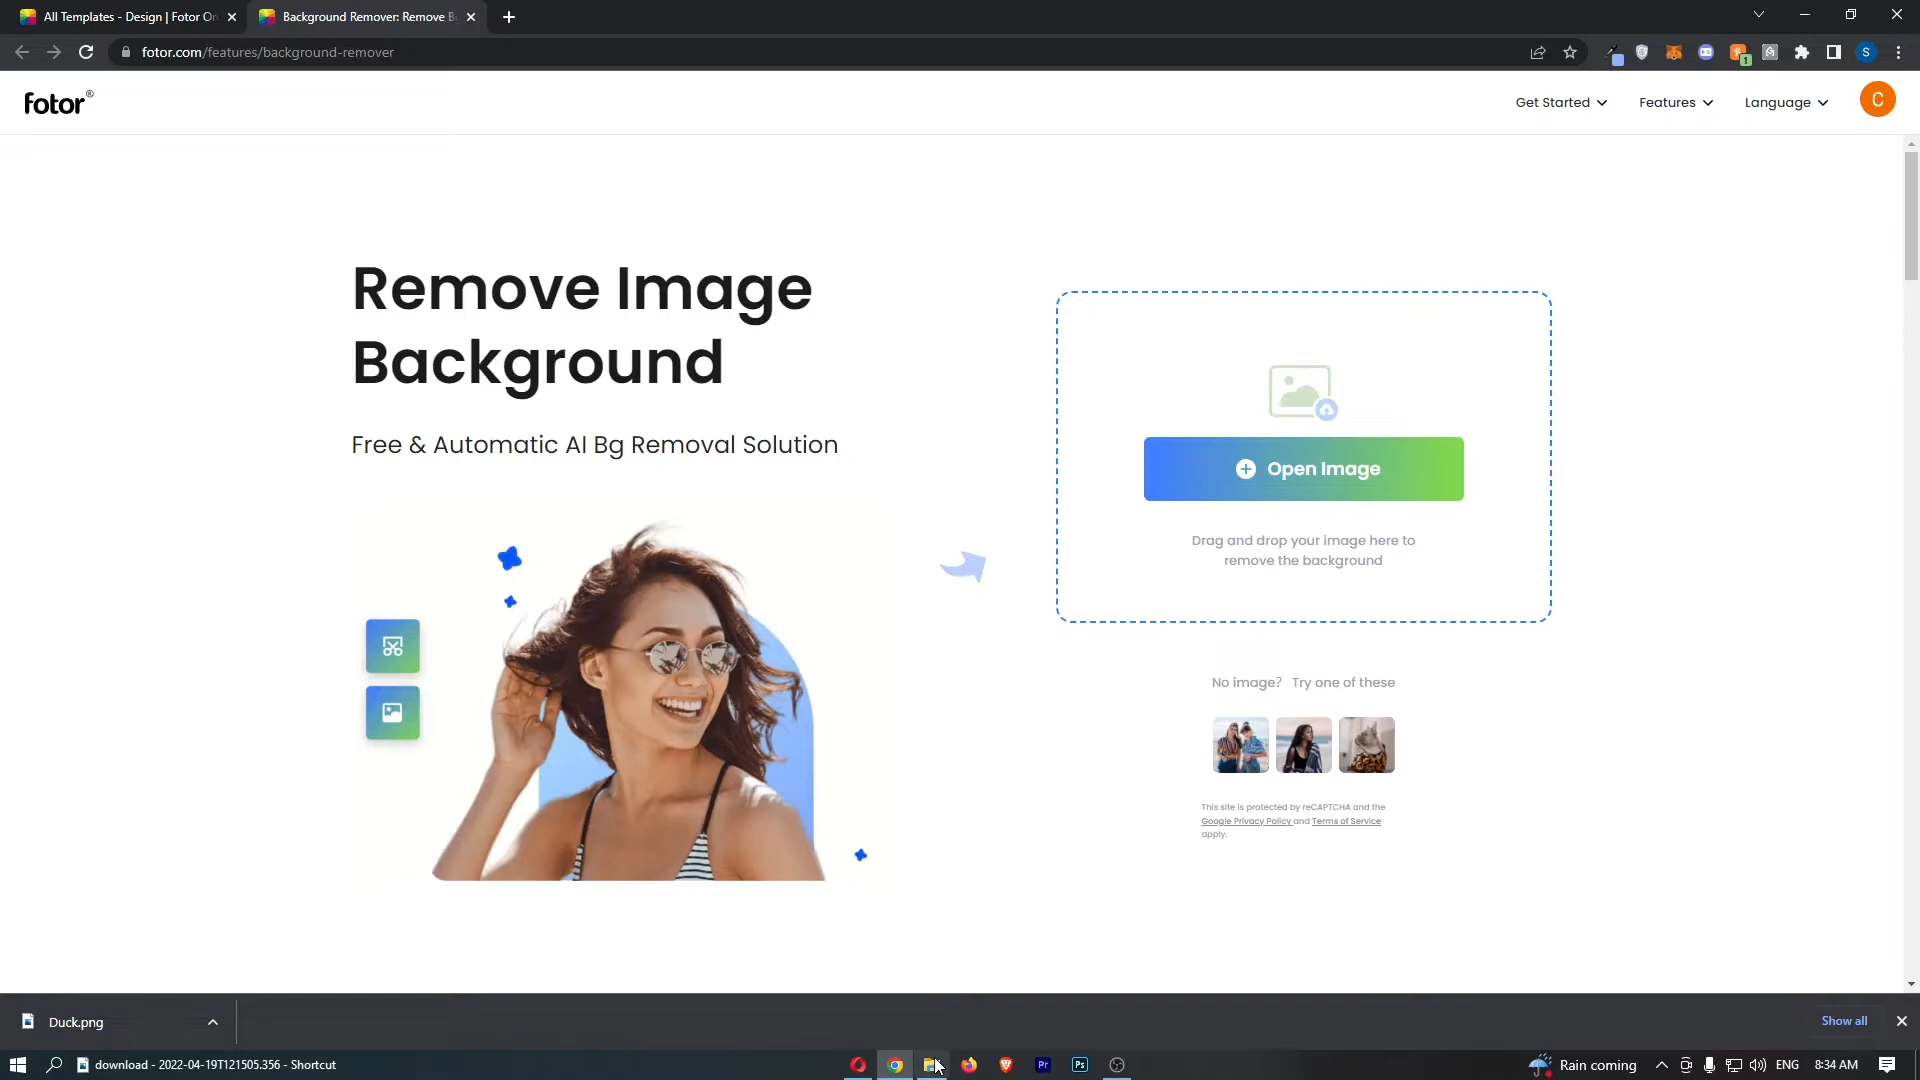 All Templates - Design | Fotor On
Background Remover: Remove B
fotor.com/features/background-remover
S
1
fotor®
Get Started
Features
Language
C
Remove Image
Background
Free & Automatic AI Bg Removal Solution
Open Image
Drag and drop your image here to
remove the background
No image? Try one of these
This site is protected by reCAPTCHA and the
Google Privacy Policy and Terms of Service
apply.
Duck.png
Show all
download - 2022-04-19T121505.356 - Shortcut
Pr
Ps
Rain coming
ENG
8:34 AM